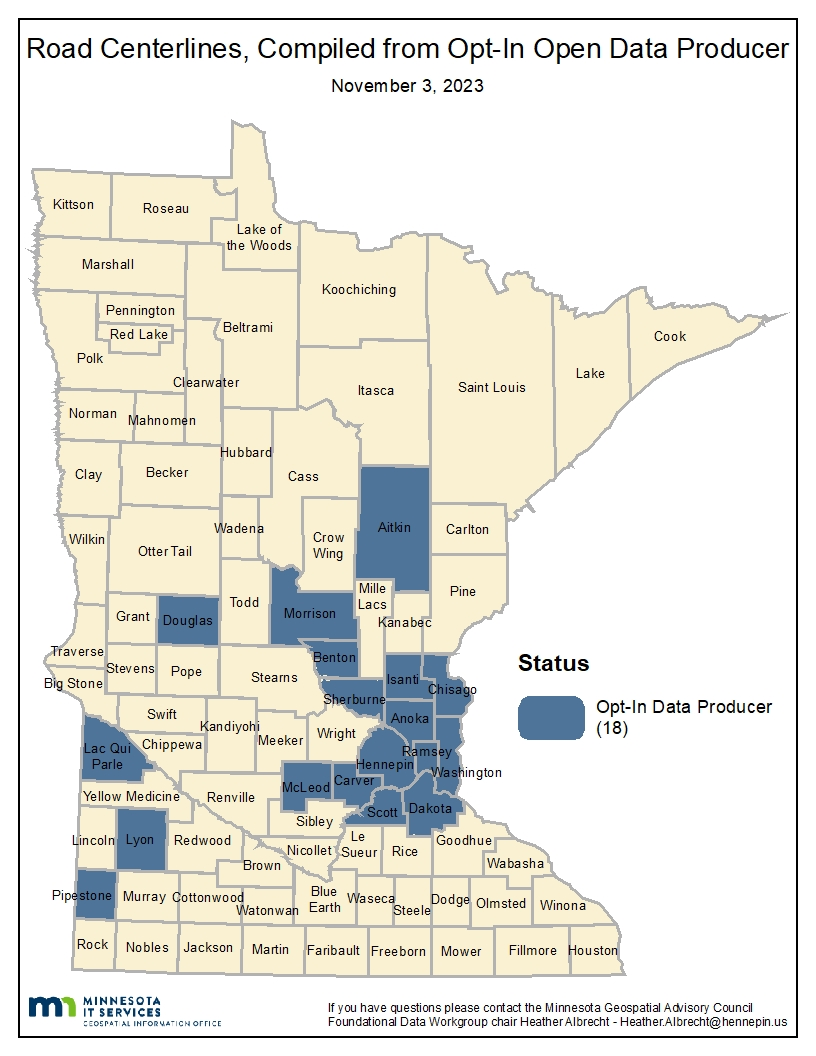 Road Centerlines, Compiled from Opt-In Open Data Producer
November 3, 2023
Kittson
Roseau
Lake of
the Woods
Marshall
Koochiching
Pennington
Red Lake
Beltrami
Cook
Polk
Clearwater
Itasca
Saint Louis
Lake
Norman
Mahnomen
Hubbard
Clay
Becker
Cass
Wadena
Crow
Wing
Aitkin
Carlton
Wilkin
Otter Tail
Mille
Lacs
Pine
Todd
Morrison
Grant
Douglas
Kanabec
Traverse
Stevens
Pope
Stearns
Benton
Isanti
Big Stone
Chisago
Sherburne
Swift
Kandiyohi
Anoka
Wright
Meeker
Chippewa
Lac Qui
Parle
Ramsey
Hennepin
Washington
McLeod
Carver
Yellow Medicine
Renville
Scott
Dakota
Sibley
Lincoln
Lyon
Redwood
Nicollet
Le
Sueur
Rice
Goodhue
Wabasha
Brown
Pipestone
Murray
Cottonwood
Watonwan
Blue
Earth
Waseca
Steele
Dodge
Olmsted
Winona
Rock
Nobles
Jackson
Martin
Faribault
Freeborn
Mower
Fillmore
Houston
Status
Opt-In Data Producer
(18)
MINNESOTA
IT SERVICES
GEOSPATIAL INFORMATION OFFICE
If you have questions please contact the Minnesota Geospatial Advisory Council
Foundational Data Workgroup chair Heather Albrecht - Heather.Albrecht@hennepin.us